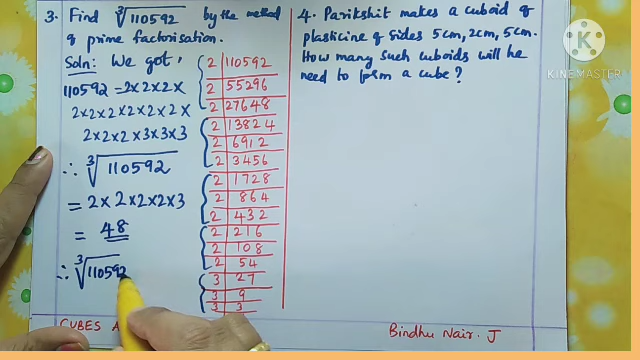 3. Find ∛110592 by the method
of prime factorisation.
Soln: We got,
110592 = 2×2×2×
2×2×2×2×2×2×
2×2×2×3×3×3
∴ ∛110592
= 2×2×2×2×3
= 48
∴ ∛110592
2 110592
2 55296
2 27648
2 13824
2 6912
2 3456
2 1728
2 864
2 432
2 216
2 108
2 54
3 27
3 9
3 3
4. Parikshit makes a cuboid of
plasticine of sides 5cm, 2cm, 5cm.
How many such cuboids will he
need to form a cube?
KINEMASTER
CUBES A
Bindhu Nair. J